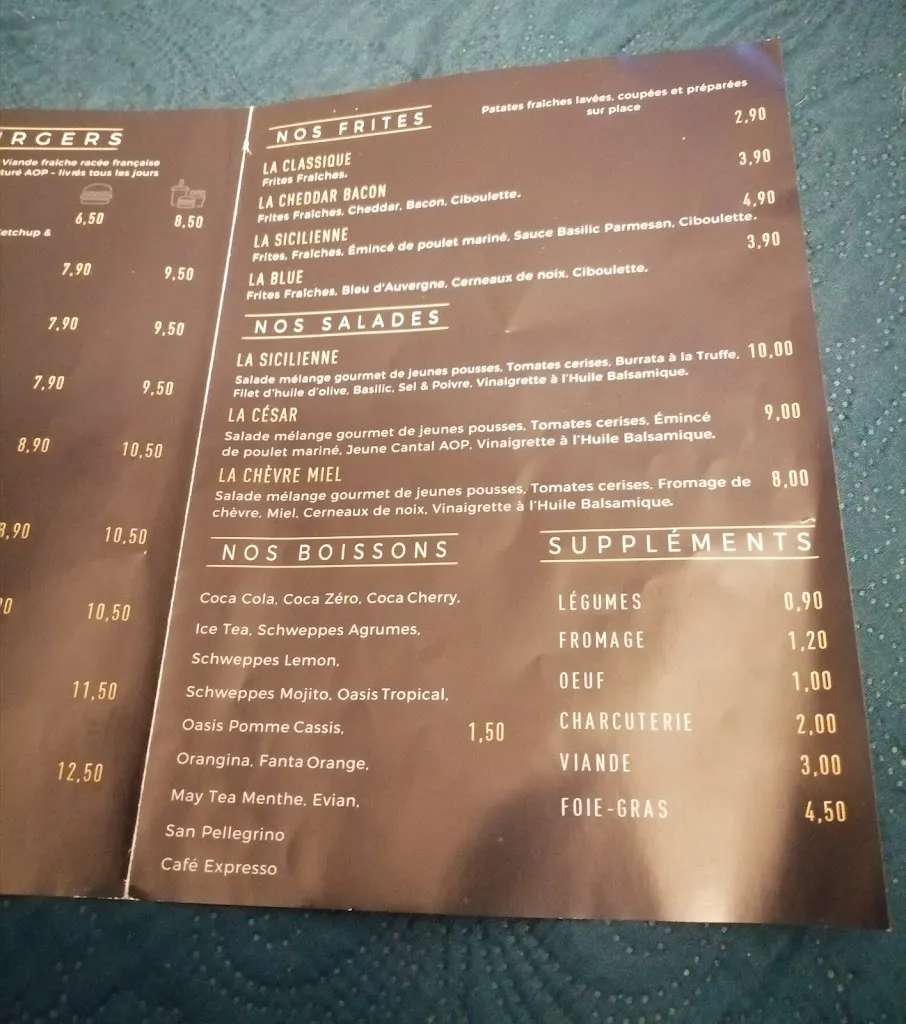 RGERS
Viande fraîche racée française
turé AOP - livrés tous les jours
6,50 8,50
etchup &
7,90 9,50
7,90 9,50
7,90 9,50
8,90 10,50
8,90 10,50
10,50
11,50
12,50
NOS FRITES
Patates fraîches lavées, coupées et préparées
sur place
LA CLASSIQUE 2,90
Frites Fraîches.
LA CHEDDAR BACON 3,90
Frites Fraîches, Cheddar, Bacon, Ciboulette.
LA SICILIENNE 4,90
Frites, Fraîches, Émincé de poulet mariné, Sauce Basilic Parmesan, Ciboulette.
LA BLUE 3,90
Frites Fraîches, Bleu d'Auvergne, Cerneaux de noix, Ciboulette.
NOS SALADES
LA SICILIENNE
Salade mélange gourmet de jeunes pousses, Tomates cerises, Burrata à la Truffe, 10,00
Filet d'huile d'olive, Basilic, Sel & Poivre, Vinaigrette à l'Huile Balsamique.
LA CÉSAR
Salade mélange gourmet de jeunes pousses, Tomates cerises, Émincé 9,00
de poulet mariné, Jeune Cantal AOP, Vinaigrette à l'Huile Balsamique.
LA CHÈVRE MIEL
Salade mélange gourmet de jeunes pousses, Tomates cerises, Fromage de 8,00
chèvre, Miel, Cerneaux de noix, Vinaigrette à l'Huile Balsamique.
NOS BOISSONS
Coca Cola, Coca Zéro, Coca Cherry,
Ice Tea, Schweppes Agrumes,
Schweppes Lemon,
Schweppes Mojito, Oasis Tropical,
Oasis Pomme Cassis, 1,50
Orangina, Fanta Orange,
May Tea Menthe, Evian,
San Pellegrino
Café Expresso
SUPPLÉMENTS
LÉGUMES 0,90
FROMAGE 1,20
OEUF 1,00
CHARCUTERIE 2,00
VIANDE 3,00
FOIE-GRAS 4,50